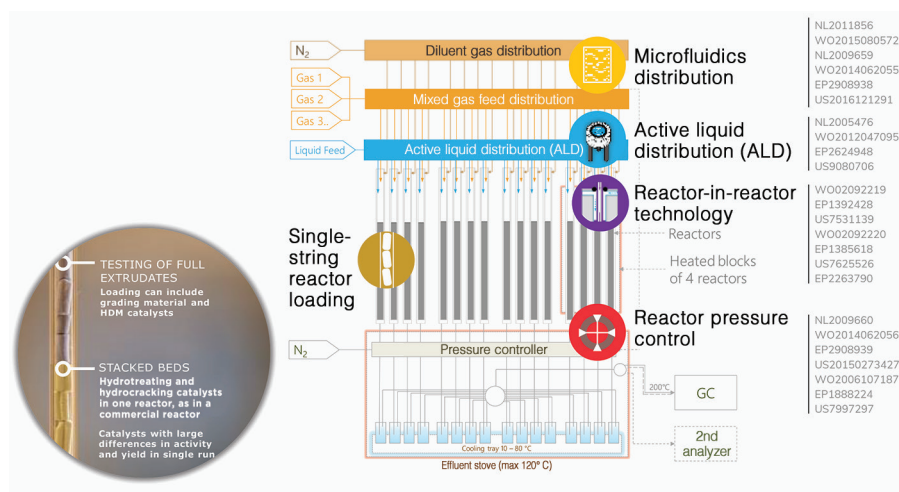 N2
Diluent gas distribution
Gas 1
Gas 2
Gas 3..
Mixed gas feed distribution
Liquid Feed
Active liquid distribution (ALD)
Microfluidics
distribution
NL2011856
WO2015080572
NL2009659
WO2014062055
EP2908938
US2016121291
Active liquid
distribution (ALD)
NL2005476
WO2012047095
EP2624948
US9080706
Reactor-in-reactor
technology
Reactors
Heated blocks
of 4 reactors
WO02092219
EP1392428
US7531139
WO02092220
EP1385618
US7625526
EP2263790
Single-
string
reactor
loading
TESTING OF FULL
EXTRUDATES
Loading can include
grading material and
HDM catalysts
STACKED BEDS
Hydrotreating and
hydrocracking catalysts
in one reactor, as in a
commercial reactor
Catalysts with large
differences in activity
and yield in single run
Reactor pressure
control
NL2009660
WO2014062056
EP2908939
US20150273427
WO2006107187
EP1888224
US7997297
N2
Pressure controller
200°C
GC
2nd
analyzer
Cooling tray 10 – 80 °C
Effluent stove (max 120° C)